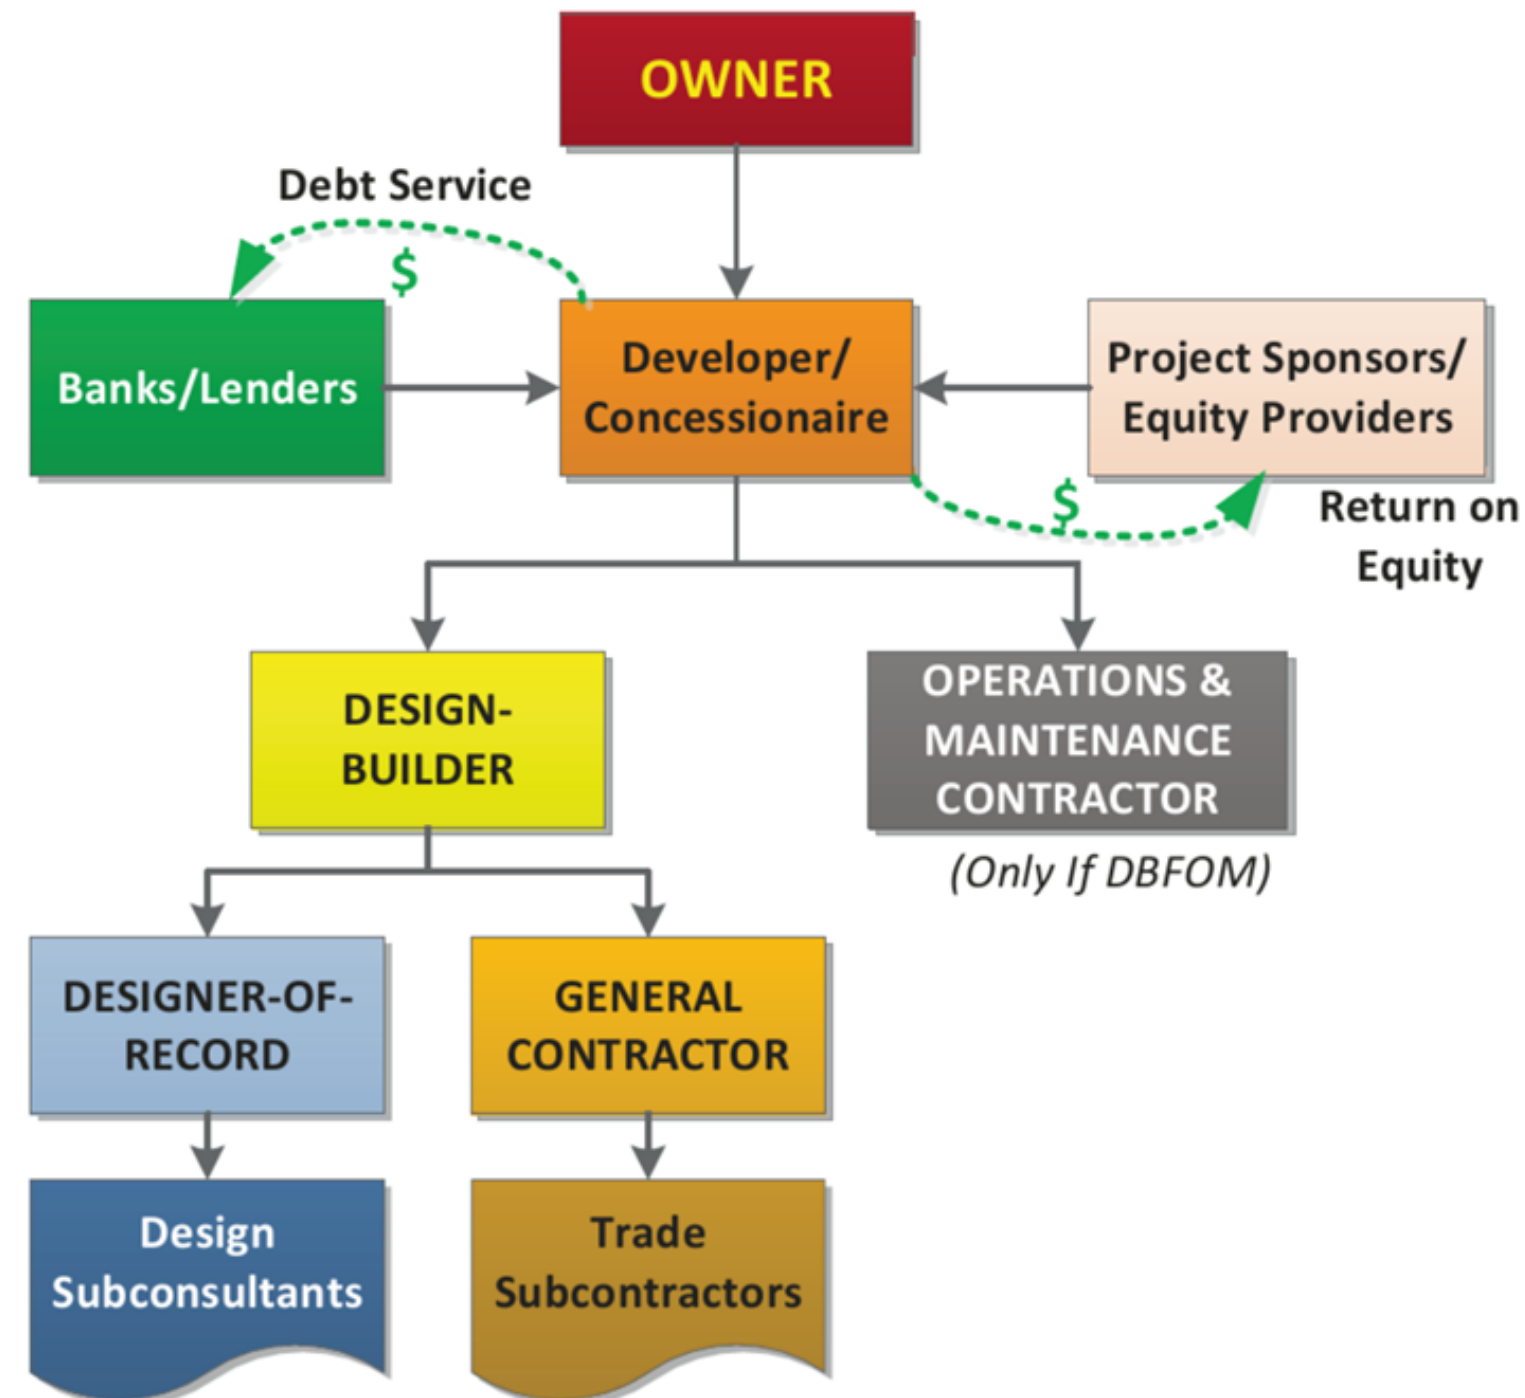 OWNER
Debt Service
$
Banks/Lenders
Developer/
Concessionaire
Project Sponsors/
Equity Providers
$
Return on
Equity
DESIGN-
BUILDER
OPERATIONS &
MAINTENANCE
CONTRACTOR
(Only If DBFOM)
DESIGNER-OF-
RECORD
GENERAL
CONTRACTOR
Design
Subconsultants
Trade
Subcontractors